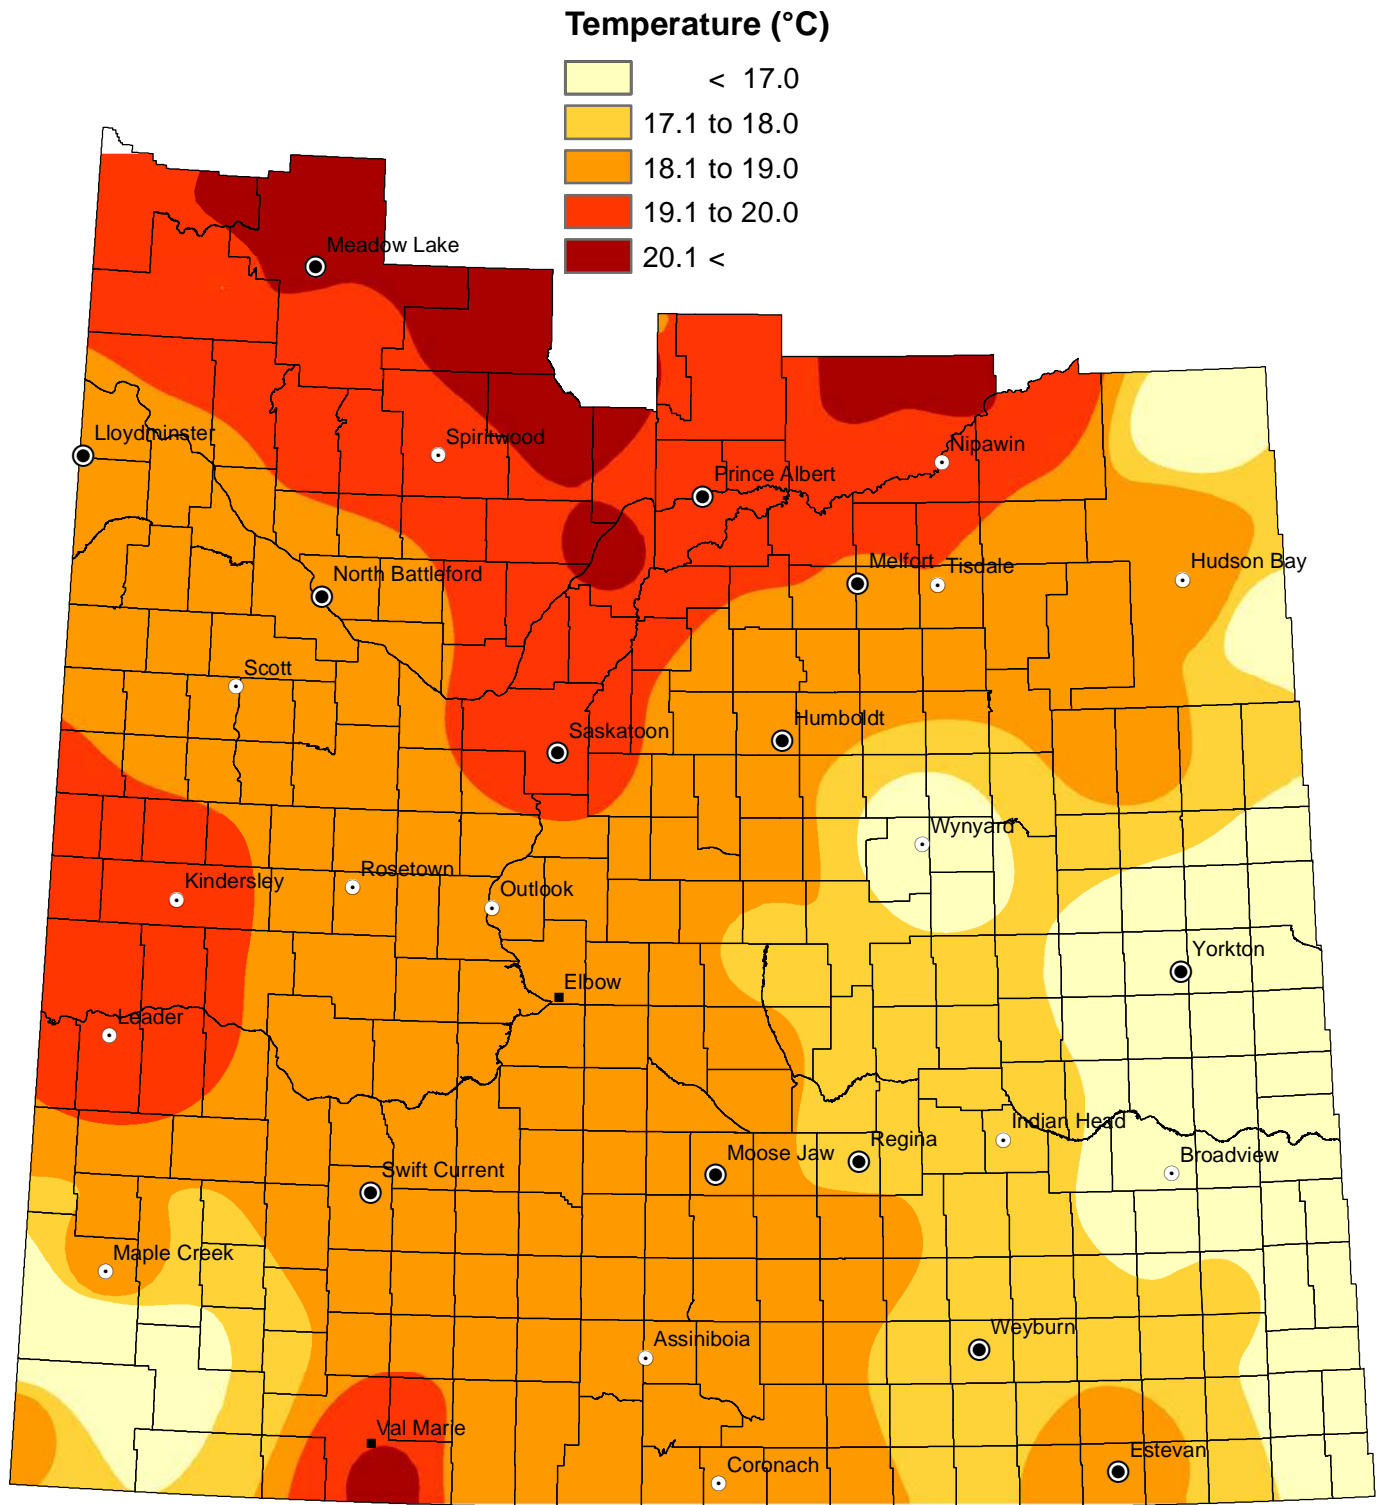 Temperature (°C)
< 17.0
17.1 to 18.0
18.1 to 19.0
19.1 to 20.0
20.1 <
Meadow Lake
Lloydminster
Spiritwood
Nipawin
Prince Albert
Melfort
Tisdale
Hudson Bay
North Battleford
Scott
Humboldt
Saskatoon
Wynyard
Rosetown
Kindersley
Outlook
Yorkton
Elbow
Leader
Indian Head
Regina
Moose Jaw
Broadview
Swift Current
Maple Creek
Weyburn
Assiniboia
Val Marie
Estevan
Coronach